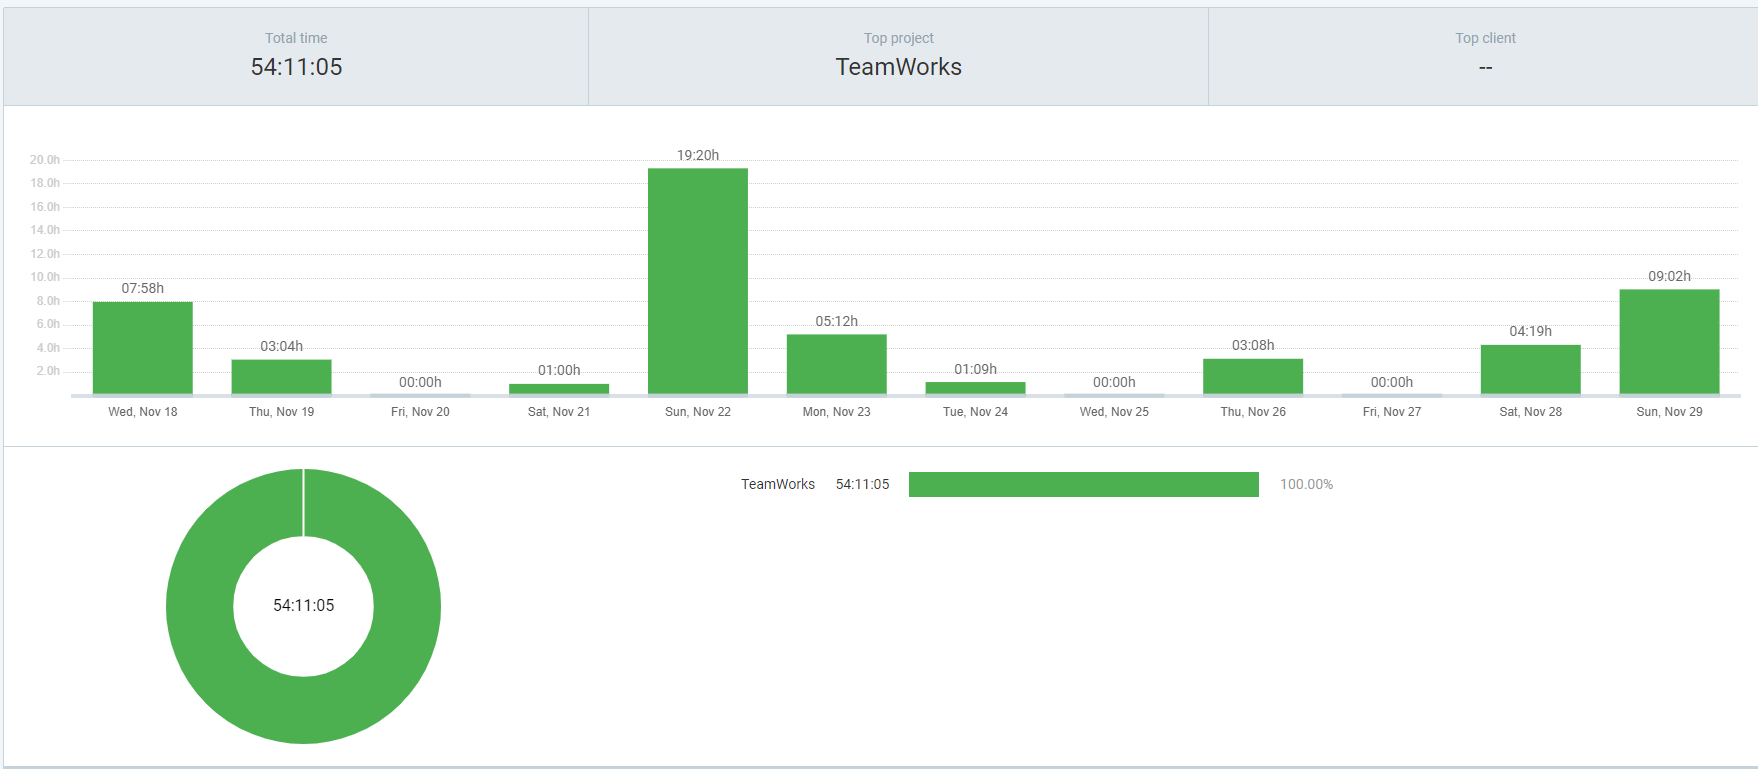 Total time
54:11:05
Top project
TeamWorks
Top client
--
20.0h
18.0h
16.0h
14.0h
12.0h
10.0h
8.0h
6.0h
4.0h
2.0h
07:58h
03:04h
00:00h
01:00h
19:20h
05:12h
01:09h
00:00h
03:08h
00:00h
04:19h
09:02h
Wed, Nov 18
Thu, Nov 19
Fri, Nov 20
Sat, Nov 21
Sun, Nov 22
Mon, Nov 23
Tue, Nov 24
Wed, Nov 25
Thu, Nov 26
Fri, Nov 27
Sat, Nov 28
Sun, Nov 29
54:11:05
TeamWorks 54:11:05 100.00%